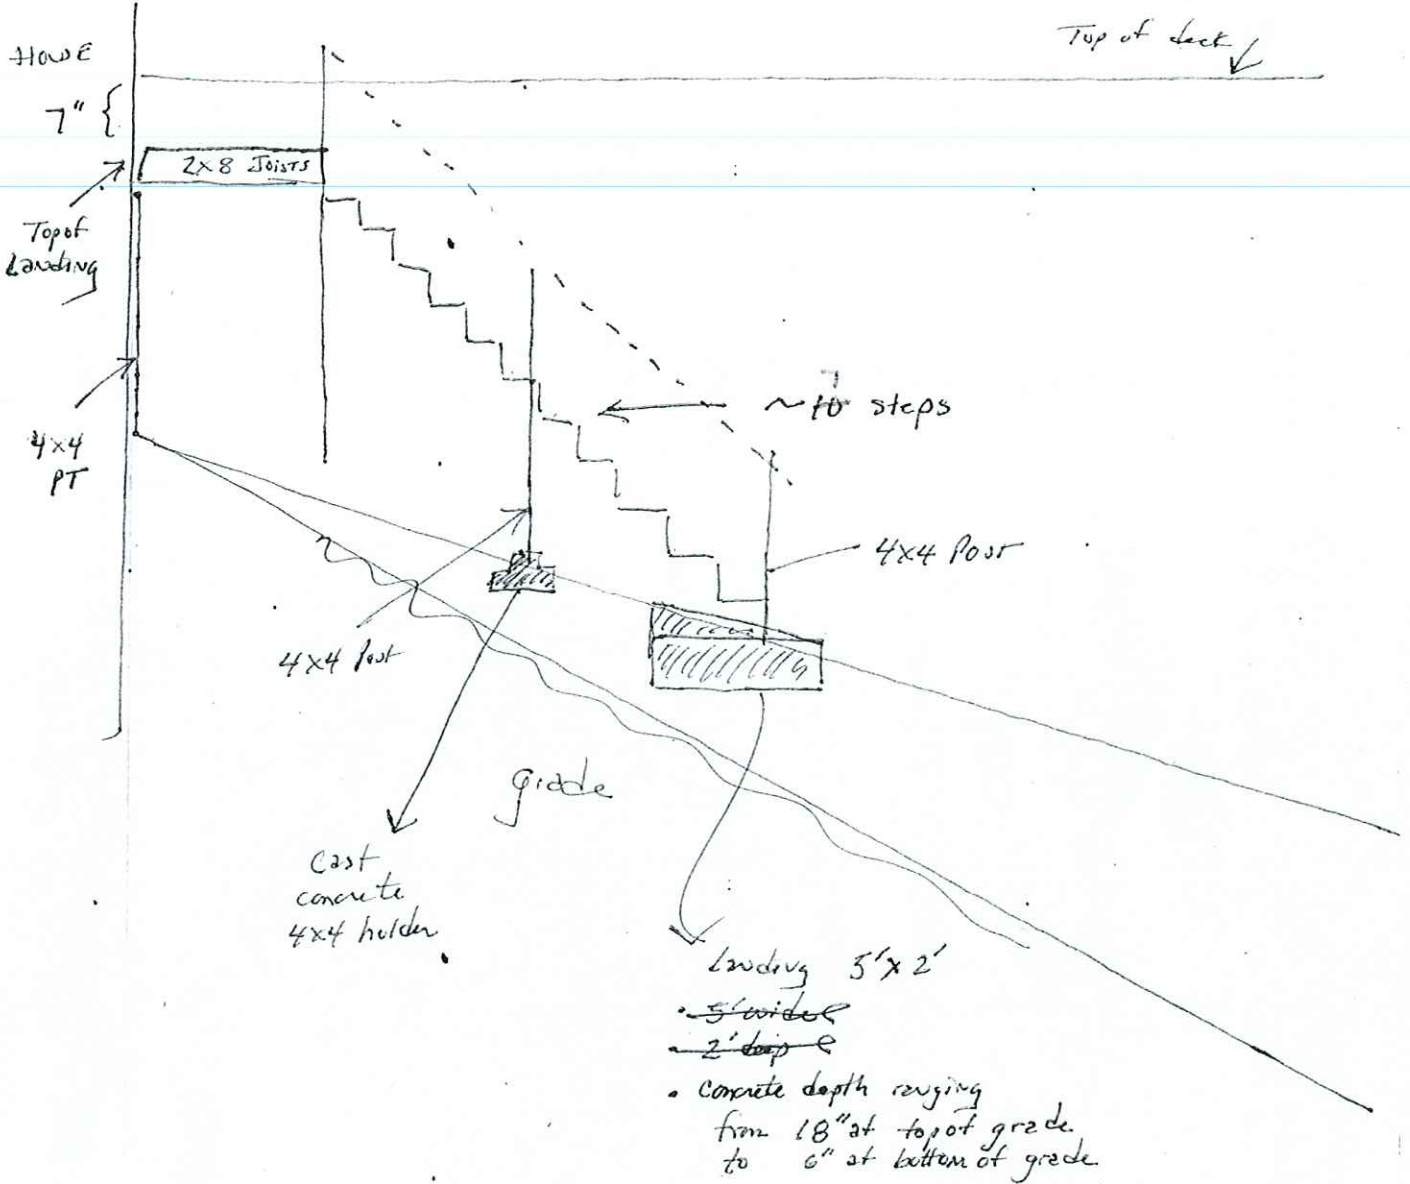 HOUSE
Top of deck
7"
2x8 Joists
Top of
Landing
~ 7 10 steps
4x4
PT
4x4 Post
4x4 Post
grade
Cast
concrete
4x4 holder
Landing 5'x2'
• 5' wide
• 2' deep
• Concrete depth ranging
from 18" at top of grade
to 6" at bottom of grade